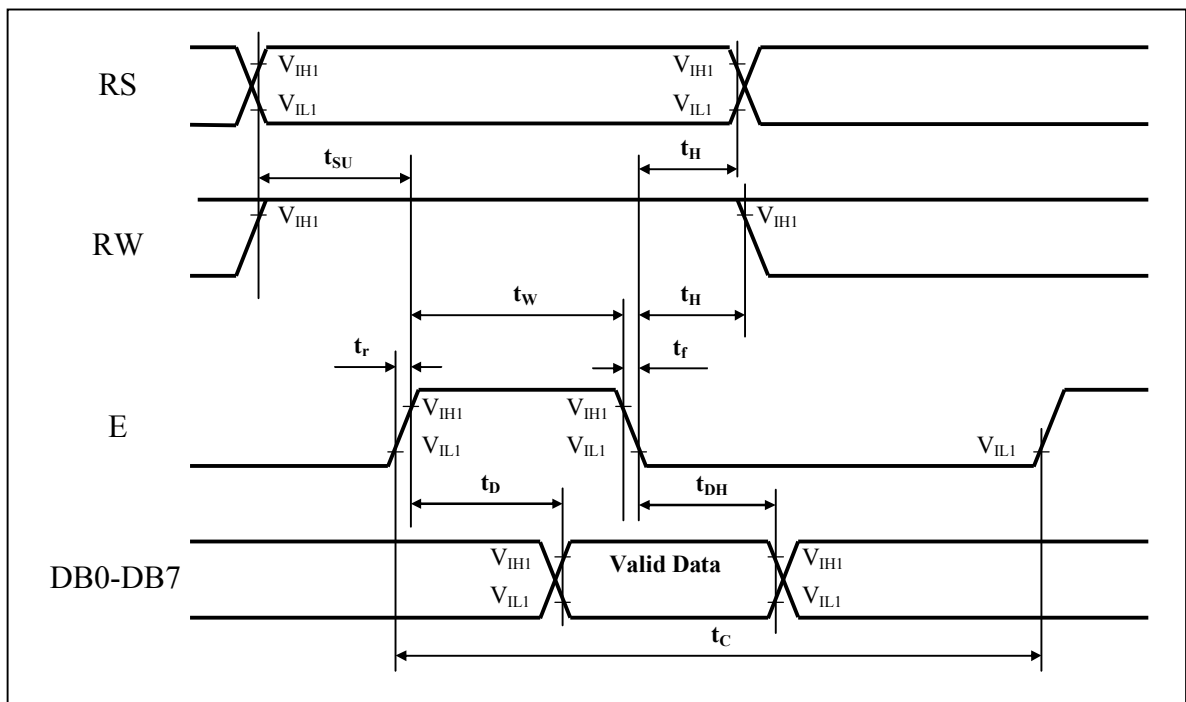 RS
V_IH1
V_IH1
V_IL1
V_IL1
t_SU
t_H
RW
V_IH1
V_IH1
t_W
t_H
t_r
t_f
E
V_IH1
V_IH1
V_IL1
V_IL1
V_IL1
t_D
t_DH
DB0-DB7
V_IH1
Valid Data
V_IH1
V_IL1
V_IL1
t_C